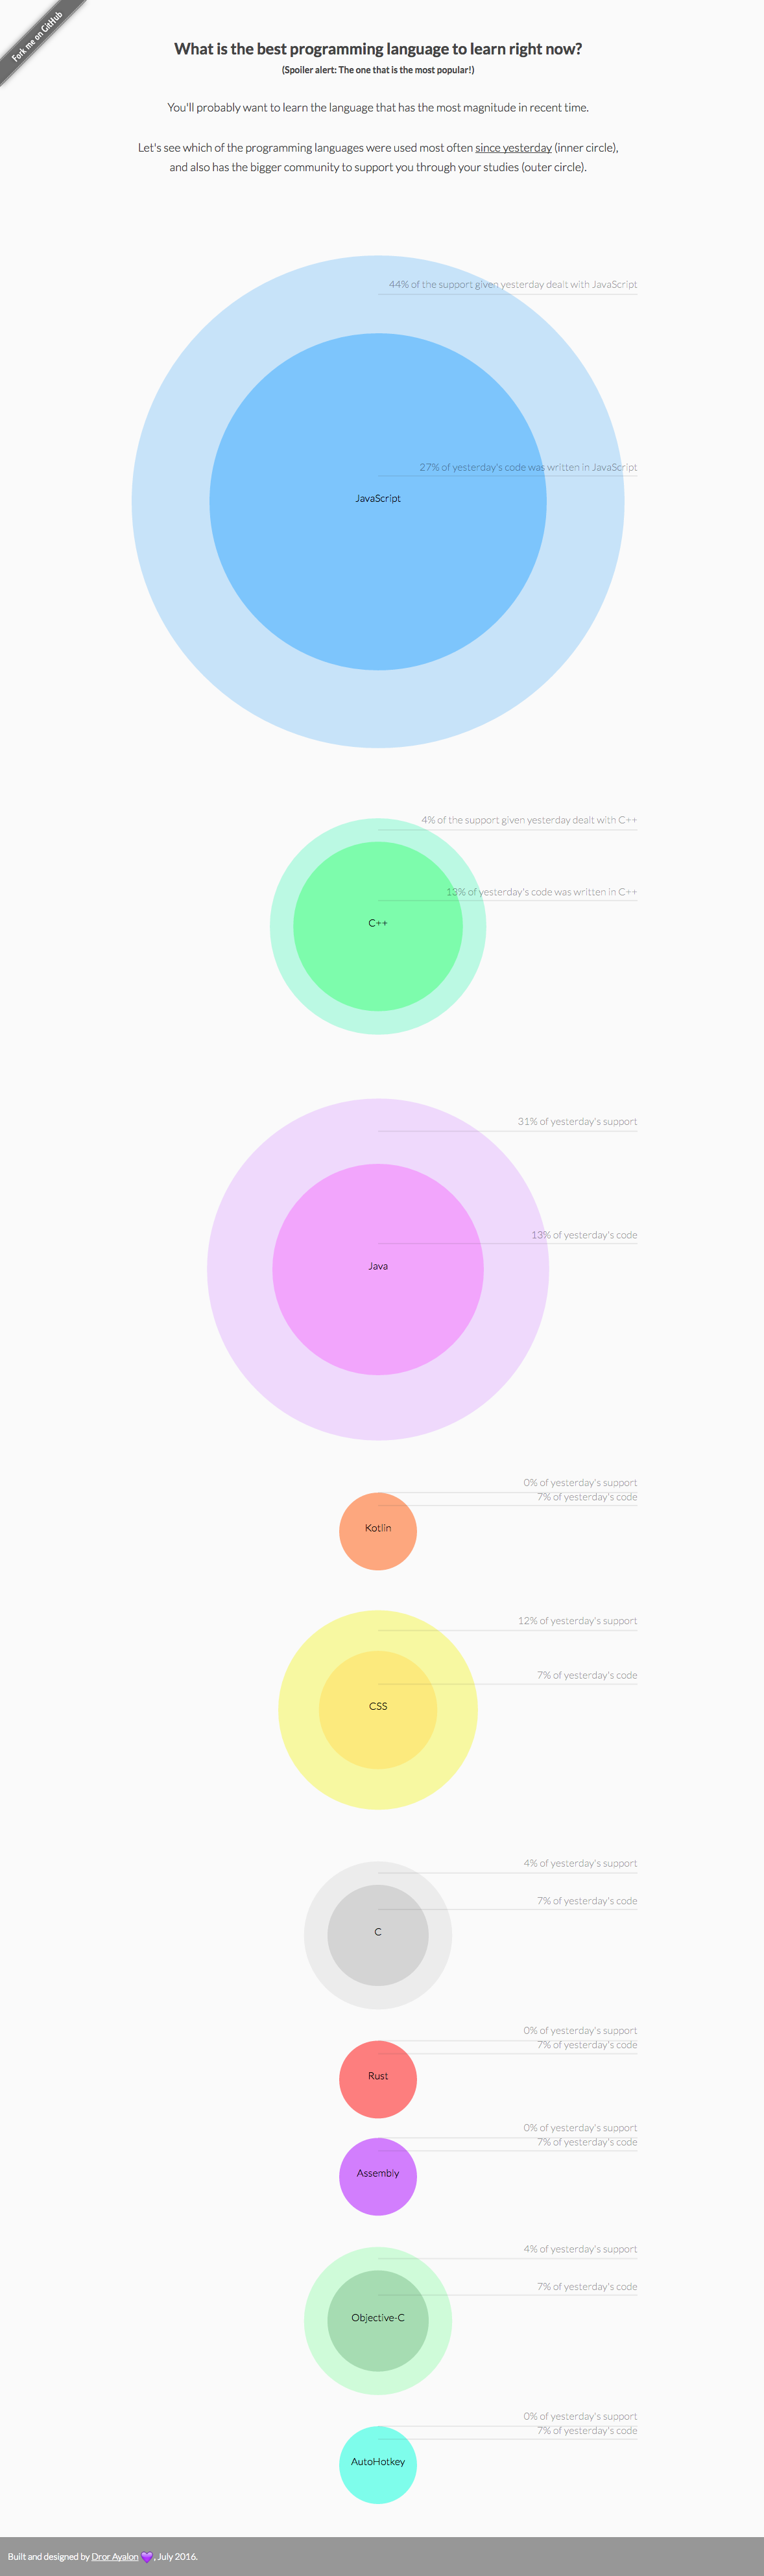 Fork me on GitHub
What is the best programming language to learn right now?
(Spoiler alert: The one that is the most popular!)
You'll probably want to learn the language that has the most magnitude in recent time.
Let's see which of the programming languages were used most often since yesterday (inner circle),
and also has the bigger community to support you through your studies (outer circle).
44% of the support given yesterday dealt with JavaScript
27% of yesterday's code was written in JavaScript
JavaScript
4% of the support given yesterday dealt with C++
13% of yesterday's code was written in C++
C++
31% of yesterday's support
13% of yesterday's code
Java
0% of yesterday's support
7% of yesterday's code
Kotlin
12% of yesterday's support
7% of yesterday's code
CSS
4% of yesterday's support
7% of yesterday's code
C
0% of yesterday's support
7% of yesterday's code
Rust
0% of yesterday's support
7% of yesterday's code
Assembly
4% of yesterday's support
7% of yesterday's code
Objective-C
0% of yesterday's support
7% of yesterday's code
AutoHotkey
Built and designed by Dror Ayalon 💜, July 2016.